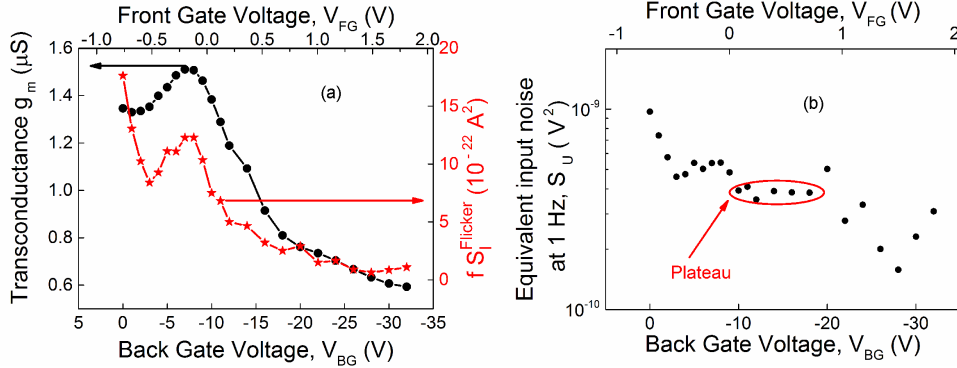 Front Gate Voltage, V_FG (V)
-1.0 -0.5 0.0 0.5 1.0 1.5 2.0
Transconductance g_m (μS)
1.6
1.4
1.2
1.0
0.8
0.6
(a)
20
15
10
5
0
f S_I^Flicker (10^-22 A^2)
5 0 -5 -10 -15 -20 -25 -30 -35
Back Gate Voltage, V_BG (V)
Front Gate Voltage, V_FG (V)
-1 0 1 2
Equivalent input noise
at 1 Hz, S_U (V^2)
10^-9
10^-10
(b)
Plateau
0 -10 -20 -30
Back Gate Voltage, V_BG (V)